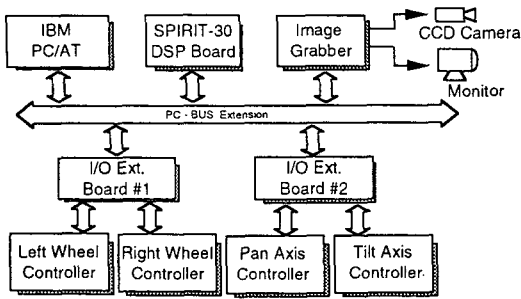 IBM
PC/AT
SPIRIT-30
DSP Board
Image
Grabber
CCD Camera
Monitor
PC - BUS Extension
I/O Ext.
Board #1
I/O Ext.
Board #2
Left Wheel
Controller
Right Wheel
Controller
Pan Axis
Controller
Tilt Axis
Controller